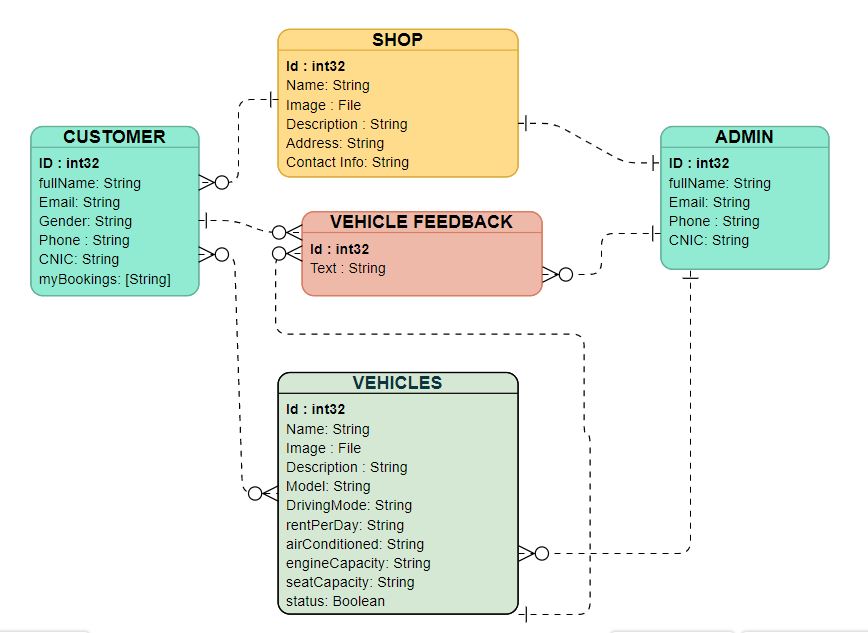 SHOP
Id : int32
Name: String
Image : File
Description : String
Address: String
Contact Info: String
CUSTOMER
ID : int32
fullName: String
Email: String
Gender: String
Phone : String
CNIC: String
myBookings: [String]
ADMIN
ID : int32
fullName: String
Email: String
Phone : String
CNIC: String
VEHICLE FEEDBACK
Id : int32
Text : String
VEHICLES
Id : int32
Name: String
Image : File
Description : String
Model: String
DrivingMode: String
rentPerDay: String
airConditioned: String
engineCapacity: String
seatCapacity: String
status: Boolean